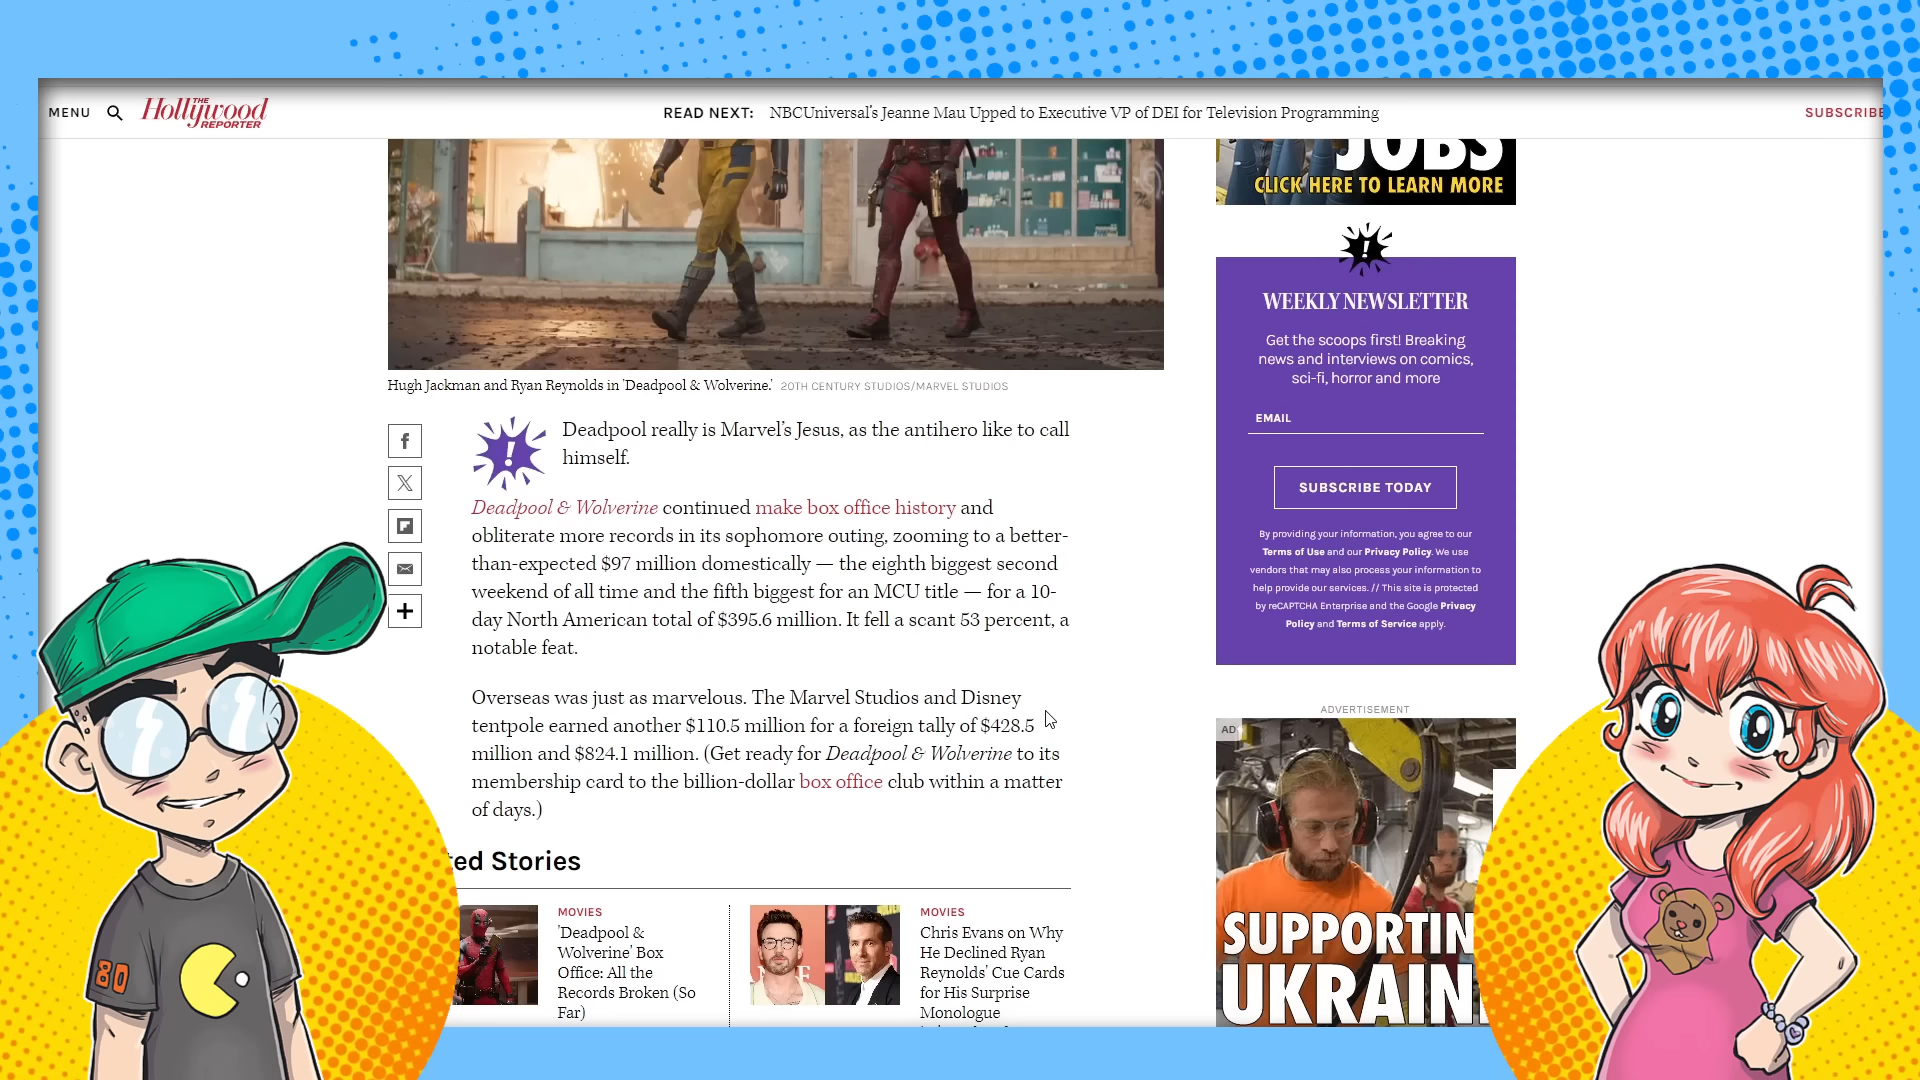 MENU
THE
Hollywood
REPORTER
READ NEXT: NBCUniversal's Jeanne Mau Upped to Executive VP of DEI for Television Programming
SUBSCRIBE
JOBS
CLICK HERE TO LEARN MORE
Hugh Jackman and Ryan Reynolds in 'Deadpool & Wolverine.' 20TH CENTURY STUDIOS/MARVEL STUDIOS
Deadpool really is Marvel's Jesus, as the antihero like to call
himself.
Deadpool & Wolverine continued make box office history and
obliterate more records in its sophomore outing, zooming to a better-
than-expected $97 million domestically — the eighth biggest second
weekend of all time and the fifth biggest for an MCU title — for a 10-
day North American total of $395.6 million. It fell a scant 53 percent, a
notable feat.
Overseas was just as marvelous. The Marvel Studios and Disney
tentpole earned another $110.5 million for a foreign tally of $428.5
million and $824.1 million. (Get ready for Deadpool & Wolverine to its
membership card to the billion-dollar box office club within a matter
of days.)
ted Stories
MOVIES
'Deadpool &
Wolverine' Box
Office: All the
Records Broken (So
Far)
MOVIES
Chris Evans on Why
He Declined Ryan
Reynolds' Cue Cards
for His Surprise
Monologue
!
WEEKLY NEWSLETTER
Get the scoops first! Breaking
news and interviews on comics,
sci-fi, horror and more
EMAIL
SUBSCRIBE TODAY
By providing your information, you agree to our
Terms of Use and our Privacy Policy. We use
vendors that may also process your information to
help provide our services. // This site is protected
by reCAPTCHA Enterprise and the Google Privacy
Policy and Terms of Service apply.
ADVERTISEMENT
AD
SUPPORTIN
UKRAIN
80